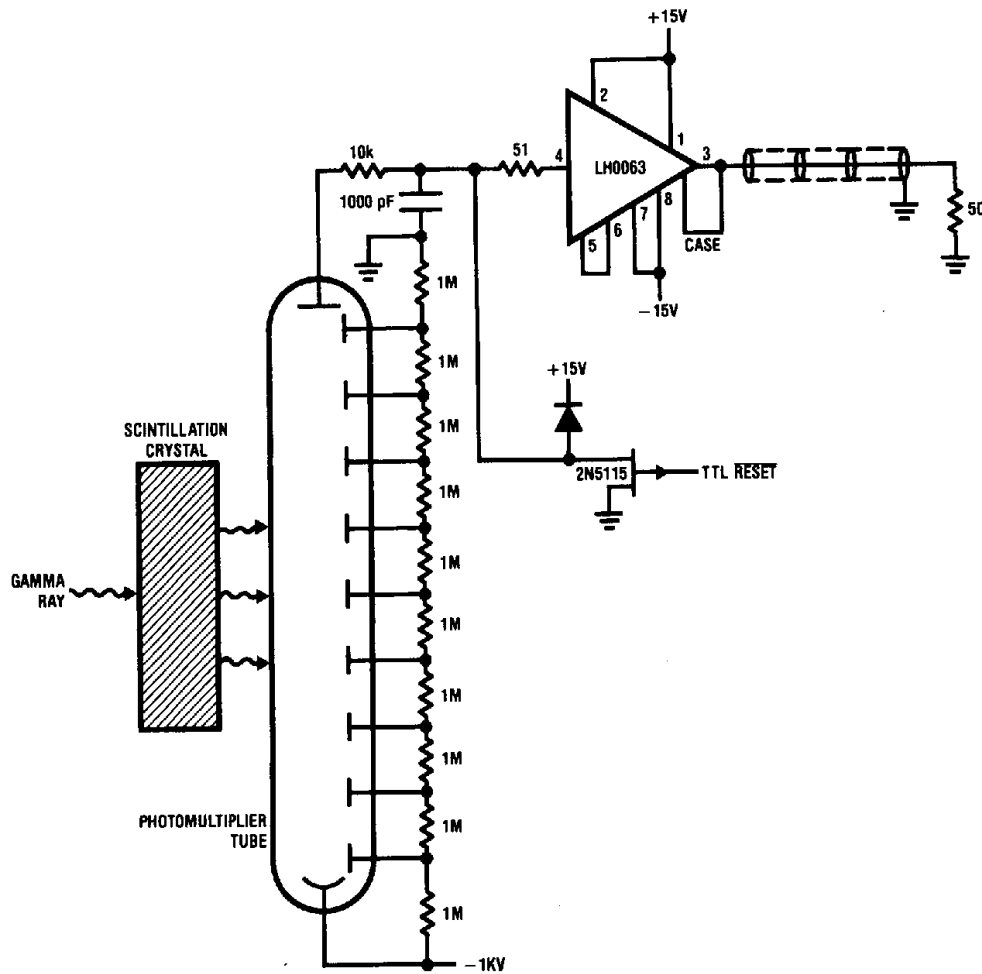 +15V
2
1
10k
51
4
LH0063
3
1000 pF
8
7
6
5
CASE
50
-15V
1M
1M
+15V
1M
SCINTILLATION
CRYSTAL
1M
2N5115
TTL RESET
1M
GAMMA
RAY
1M
1M
1M
PHOTOMULTIPLIER
TUBE
1M
1M
-1KV